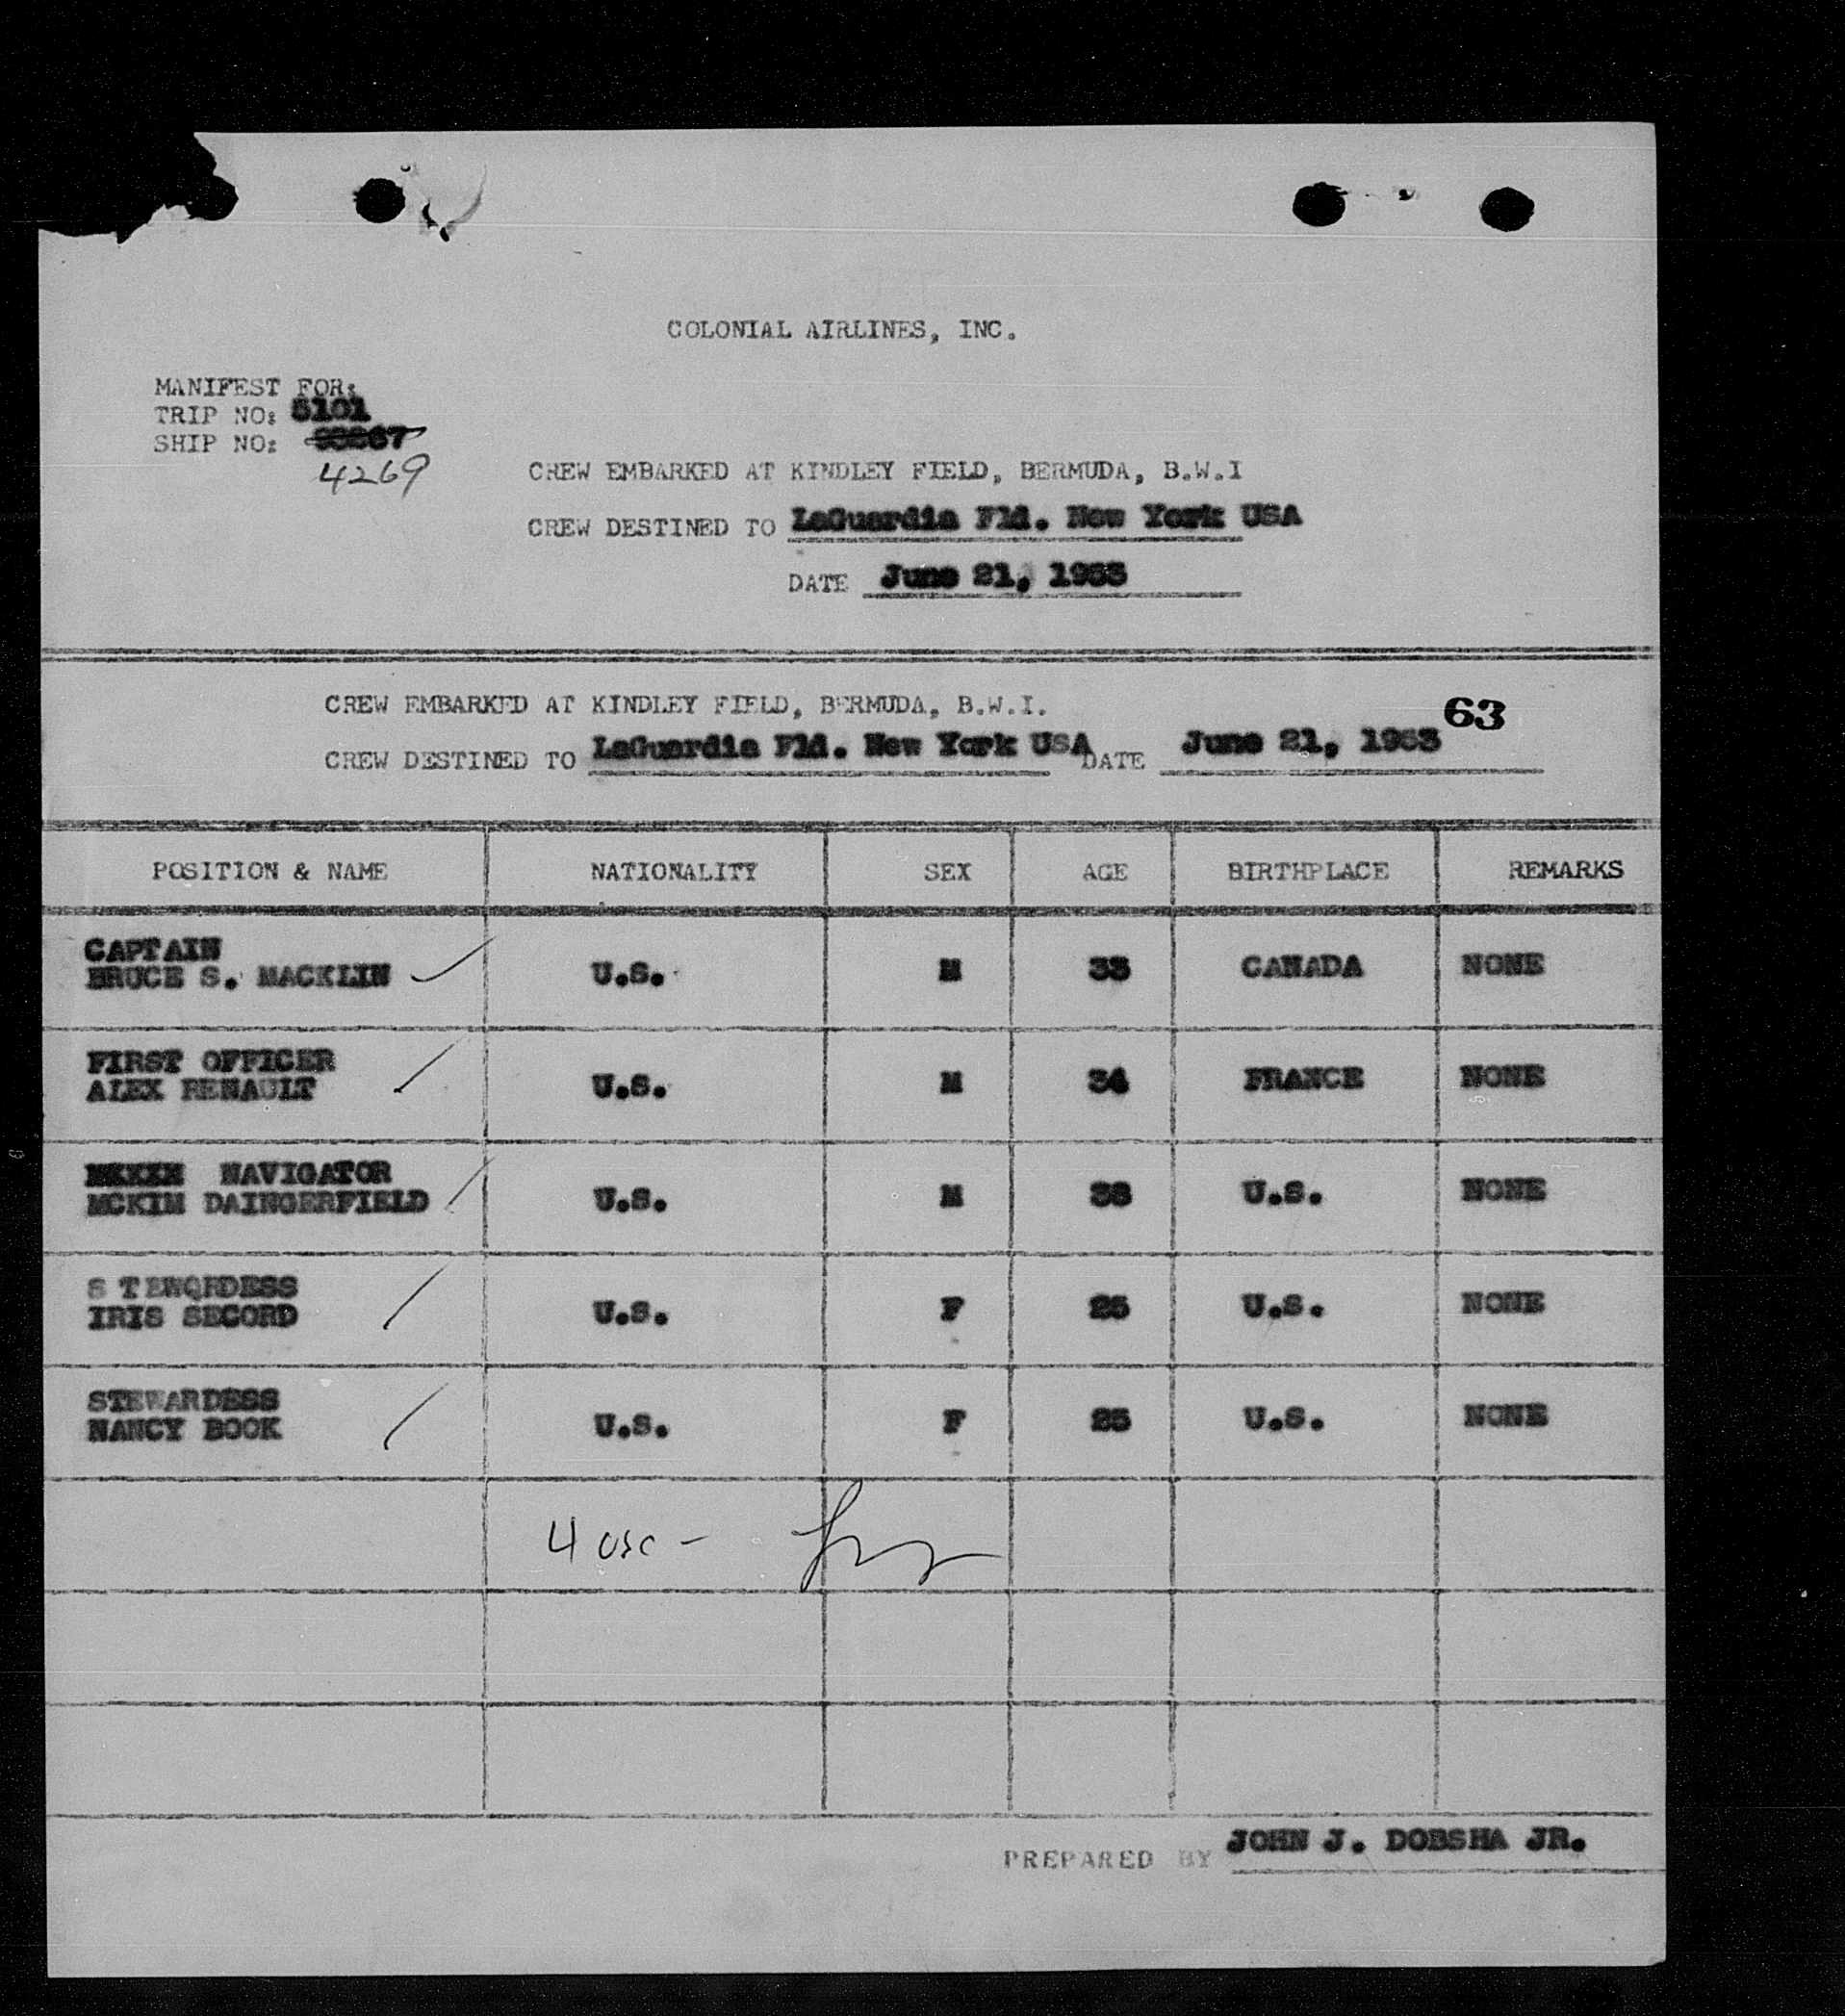 COLONIAL AIRLINES, INC.
MANIFEST FOR:
TRIP NO: 5101
SHIP NO:
4269
CREW EMBARKED AT KINDLEY FIELD, BERMUDA, B.W.I
CREW DESTINED TO LaGuardia Fld. New York USA
DATE June 21, 1953
CREW EMBARKED AT KINDLEY FIELD, BERMUDA, B.W.I.
63
CREW DESTINED TO LaGuardia Fld. New York USA DATE June 21, 1953
POSITION & NAME NATIONALITY SEX AGE BIRTHPLACE REMARKS
CAPTAIN
BRUCE S. MACKLIN U.S. M 33 CANADA NONE
FIRST OFFICER
ALEX RENAULT U.S. M 34 FRANCE NONE
NAVIGATOR
MCKIM DAINGERFIELD U.S. M 38 U.S. NONE
S TEWQRDESS
IRIS SECORD U.S. F 25 U.S. NONE
STEWARDESS
NANCY BOOK U.S. F 25 U.S. NONE
4 USC -
PREPARED BY JOHN J. DOBSHA JR.